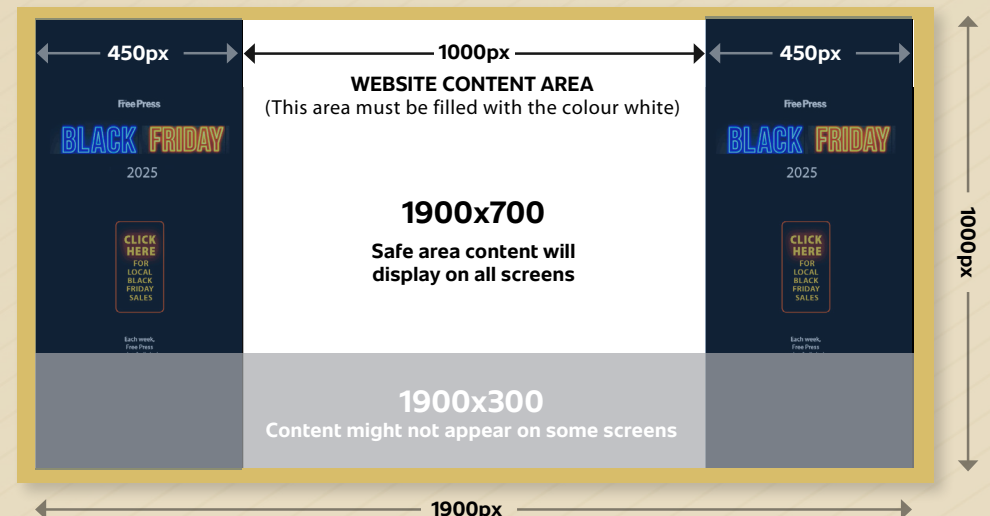 450px
1000px
450px
WEBSITE CONTENT AREA
(This area must be filled with the colour white)
Free Press
BLACK FRIDAY
2025
CLICK
HERE
FOR
LOCAL
BLACK
FRIDAY
SALES
Each week,
Free Press
1900x700
Safe area content will
display on all screens
Free Press
BLACK FRIDAY
2025
CLICK
HERE
FOR
LOCAL
BLACK
FRIDAY
SALES
Each week,
Free Press
1000px
1900x300
Content might not appear on some screens
1900px